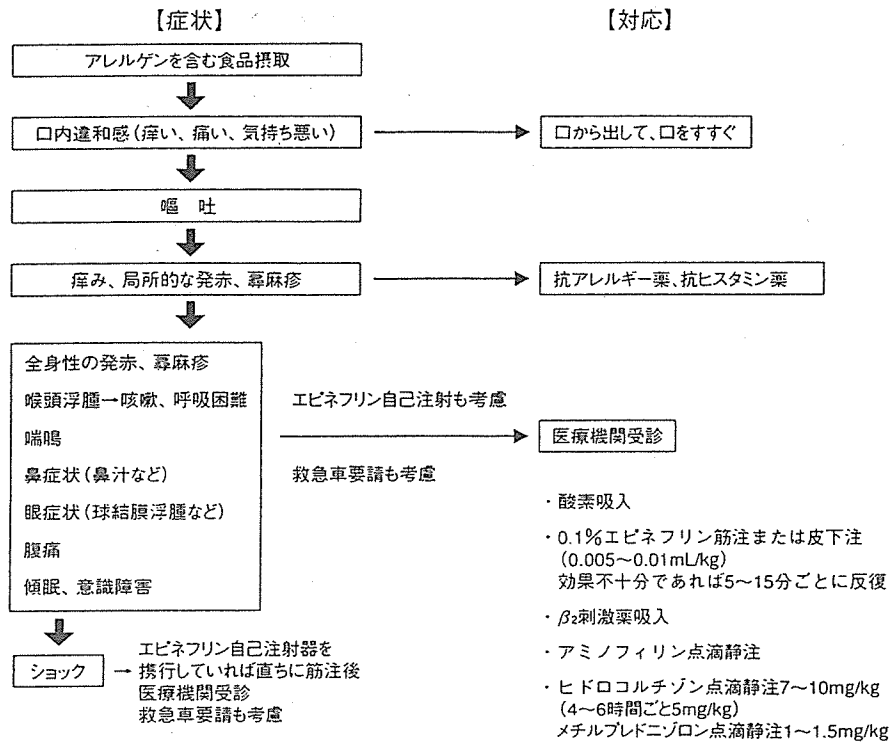 【症状】
【対応】
アレルゲンを含む食品摂取
口内違和感(痒い、痛い、気持ち悪い)
口から出して、口をすすぐ
嘔 吐
痒み、局所的な発赤、蕁麻疹
抗アレルギー薬、抗ヒスタミン薬
全身性の発赤、蕁麻疹
喉頭浮腫→咳嗽、呼吸困難
喘鳴
鼻症状(鼻汁など)
眼症状(球結膜浮腫など)
腹痛
傾眠、意識障害
エピネフリン自己注射も考慮
救急車要請も考慮
医療機関受診
・酸素吸入
・0.1%エピネフリン筋注または皮下注
(0.005~0.01mL/kg)
効果不十分であれば5~15分ごとに反復
・β₂刺激薬吸入
・アミノフィリン点滴静注
・ヒドロコルチゾン点滴静注7~10mg/kg
(4~6時間ごと5mg/kg)
メチルプレドニゾロン点滴静注1~1.5mg/kg
ショック
→ エピネフリン自己注射器を
携行していれば直ちに筋注後
医療機関受診
救急車要請も考慮